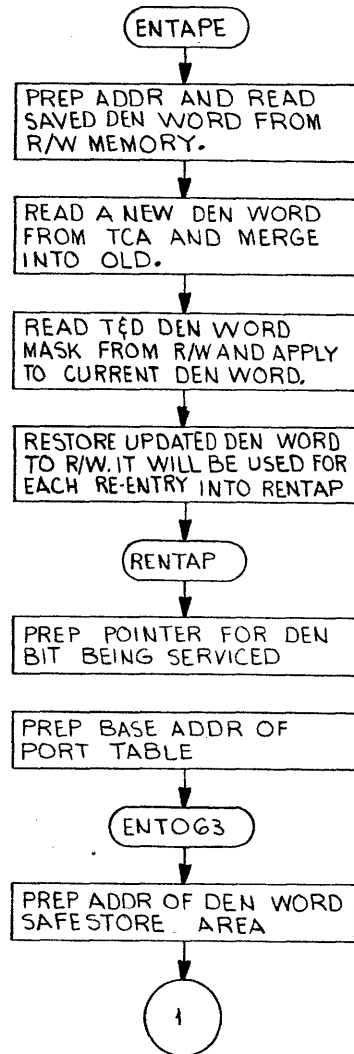 ENTAPE
PREP ADDR AND READ
SAVED DEN WORD FROM
R/W MEMORY.
READ A NEW DEN WORD
FROM TCA AND MERGE
INTO OLD.
READ T&D DEN WORD
MASK FROM R/W AND APPLY
TO CURRENT DEN WORD.
RESTORE UPDATED DEN WORD
TO R/W. IT WILL BE USED FOR
EACH RE-ENTRY INTO RENTAP
RENTAP
PREP POINTER FOR DEN
BIT BEING SERVICED
PREP BASE ADDR OF
PORT TABLE
ENTOG3
PREP ADDR OF DEN WORD
SAFESTORE AREA
1